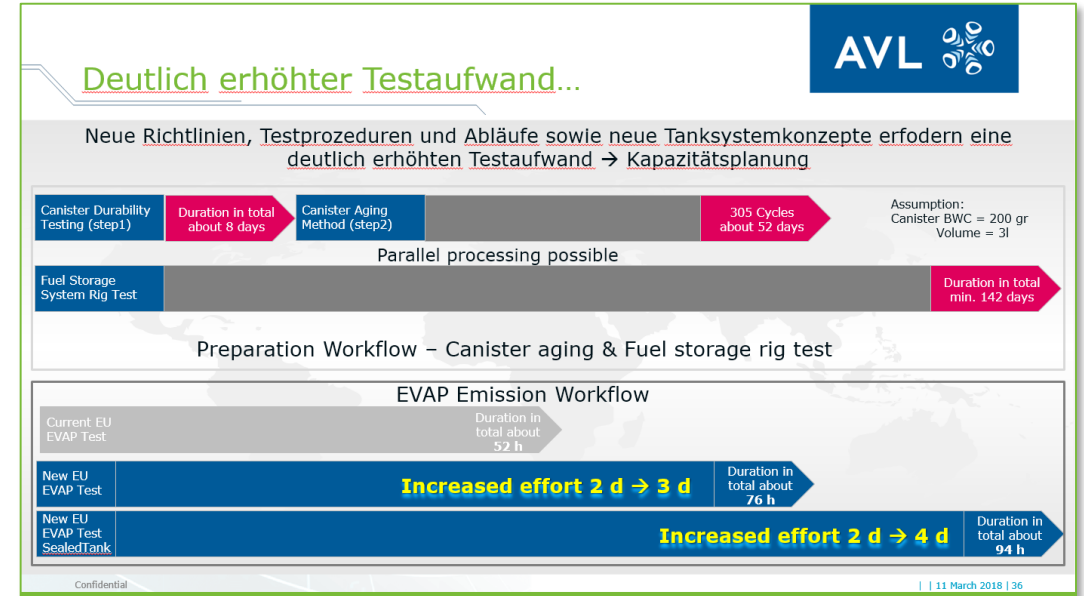 AVL
Deutlich erhöhter Testaufwand…
Neue Richtlinien, Testprozeduren und Abläufe sowie neue Tanksystemkonzepte erfodern eine
deutlich erhöhten Testaufwand → Kapazitätsplanung
Canister Durability
Testing (step1)
Duration in total
about 8 days
Canister Aging
Method (step2)
305 Cycles
about 52 days
Assumption:
Canister BWC = 200 gr
Volume = 3l
Parallel processing possible
Fuel Storage
System Rig Test
Duration in total
min. 142 days
Preparation Workflow – Canister aging & Fuel storage rig test
EVAP Emission Workflow
Current EU
EVAP Test
Duration in
total about
52 h
New EU
EVAP Test
Increased effort 2 d → 3 d
Duration in
total about
76 h
New EU
EVAP Test
SealedTank
Increased effort 2 d → 4 d
Duration in
total about
94 h
Confidential
| | 11 March 2018 | 36